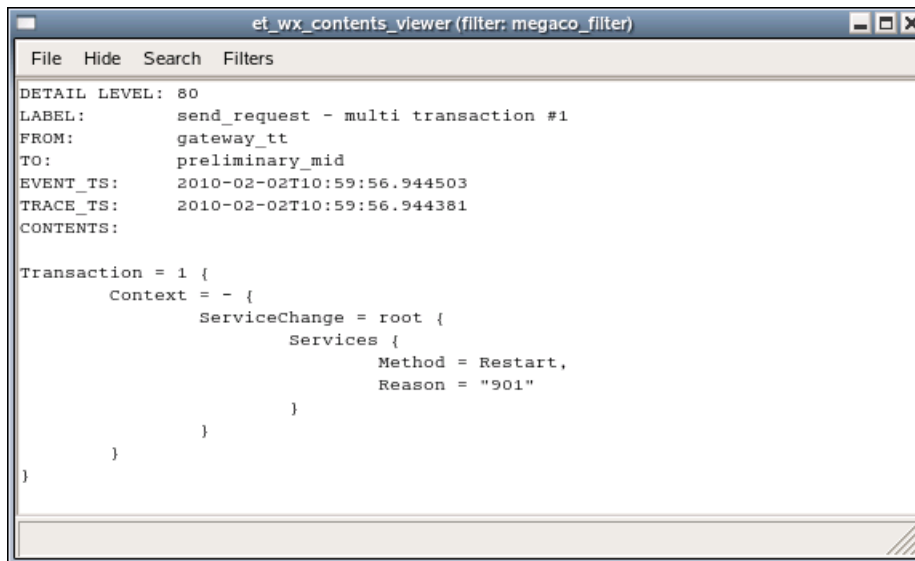 et_wx_contents_viewer (filter: megaco_filter)
File Hide Search Filters
DETAIL LEVEL: 80
LABEL: send_request - multi transaction #1
FROM: gateway_tt
TO: preliminary_mid
EVENT_TS: 2010-02-02T10:59:56.944503
TRACE_TS: 2010-02-02T10:59:56.944381
CONTENTS:
Transaction = 1 {
Context = - {
ServiceChange = root {
Services {
Method = Restart,
Reason = "901"
}
}
}
}